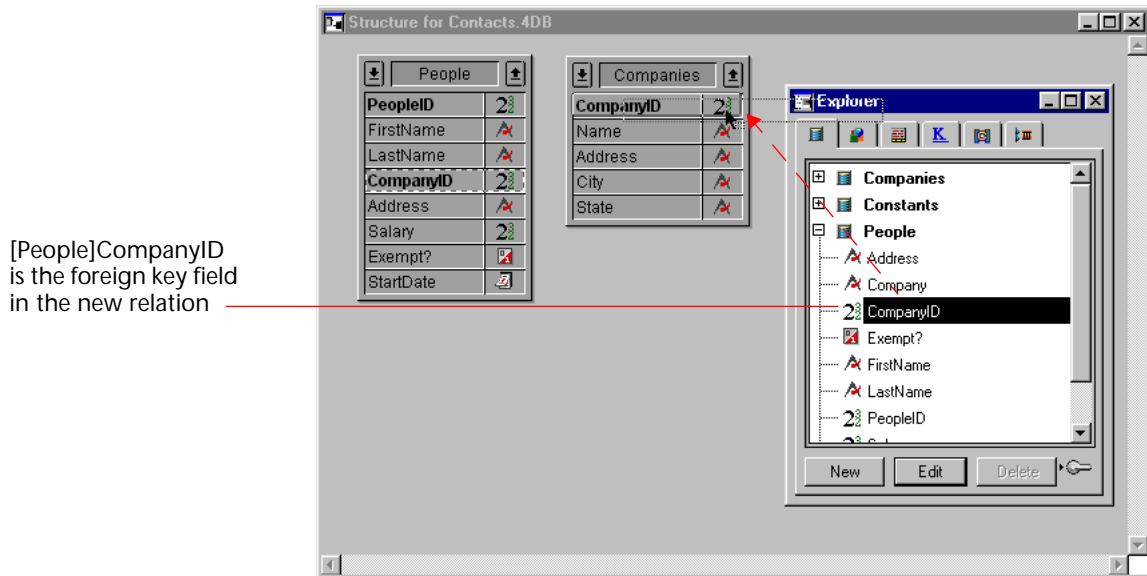 Structure for Contacts.4DB
People
PeopleID
FirstName
LastName
CompanyID
Address
Salary
Exempt?
StartDate
Companies
CompanyID
Name
Address
City
State
Explorer
K
Companies
Constants
People
Address
Company
CompanyID
Exempt?
FirstName
LastName
PeopleID
New
Edit
Delete
[People]CompanyID
is the foreign key field
in the new relation